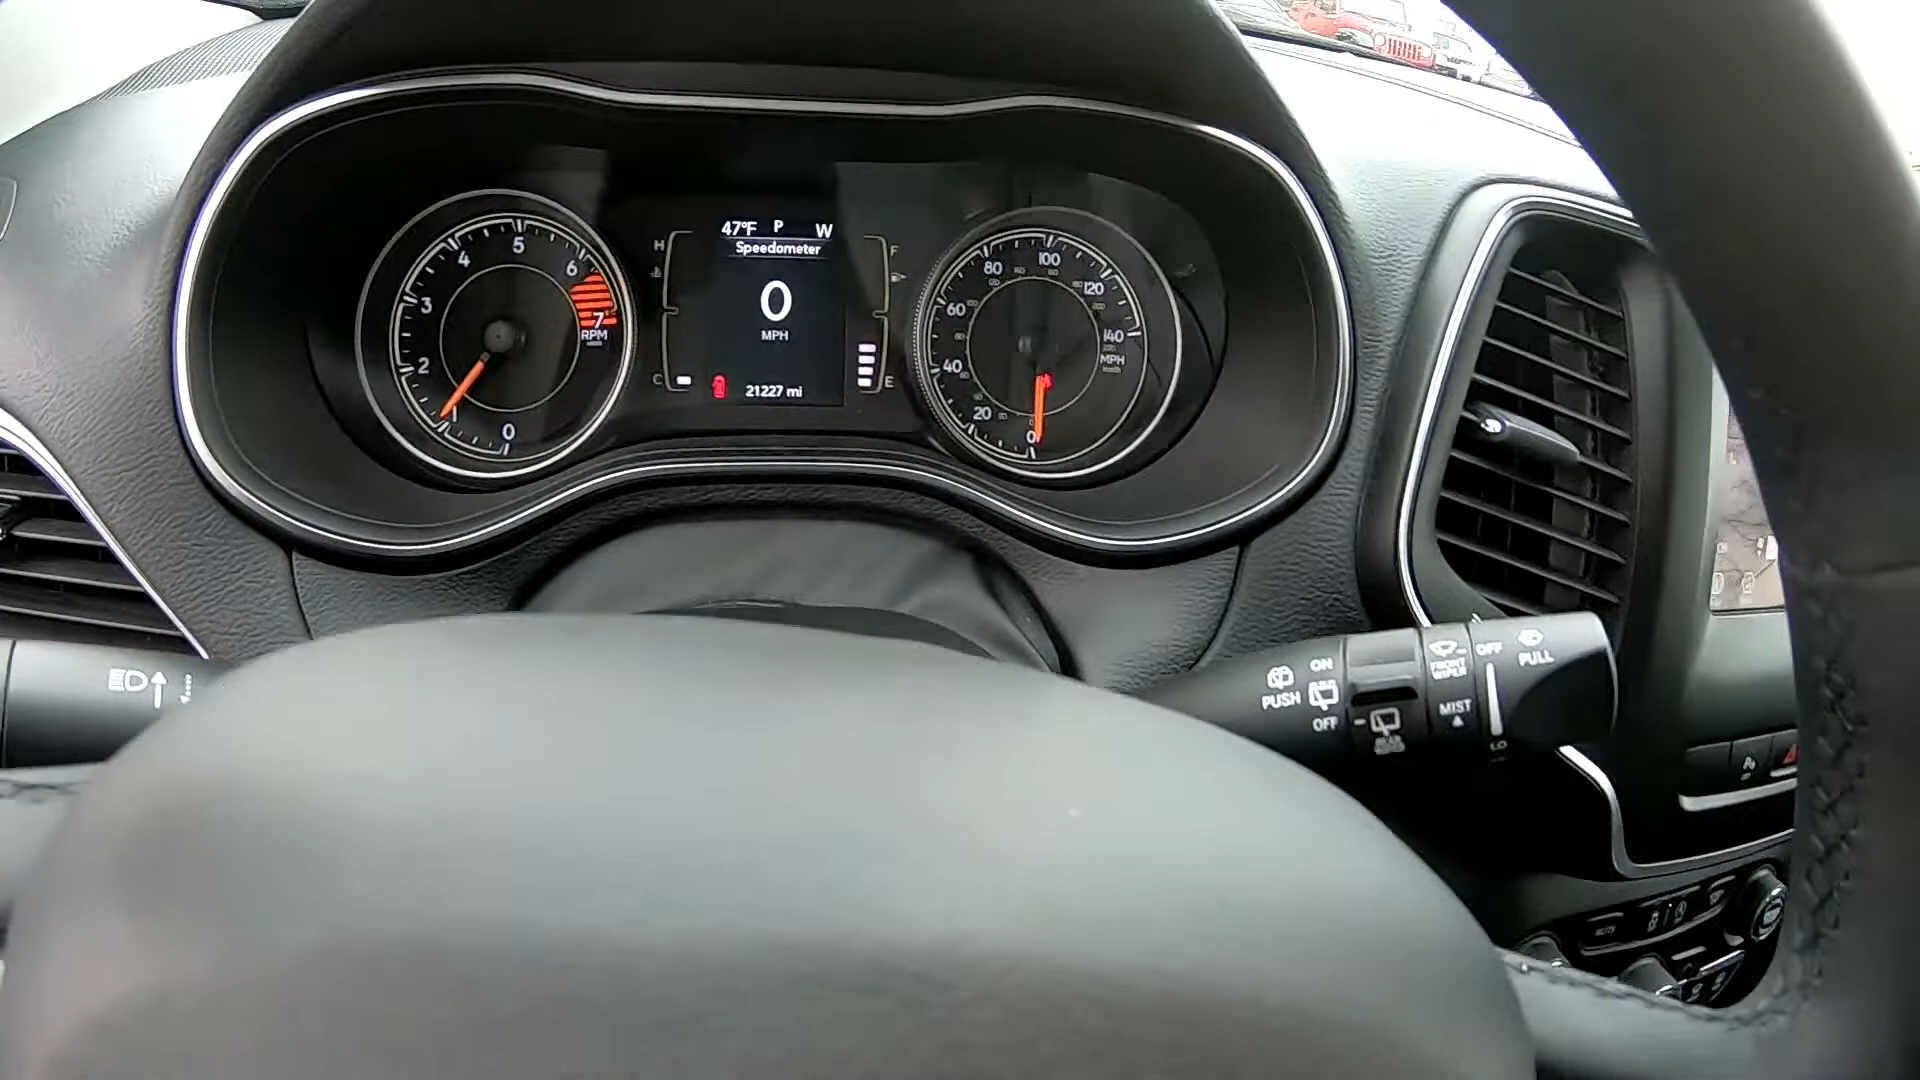 47°F P W
Speedometer
0
MPH
21227 mi
H
C
F
E
0
1
2
3
4
5
6
7
RPM
0
20
40
60
80
100
120
140
MPH
PUSH
ON
OFF
FRONT
WIPER
MIST
OFF
LO
PULL
REAR